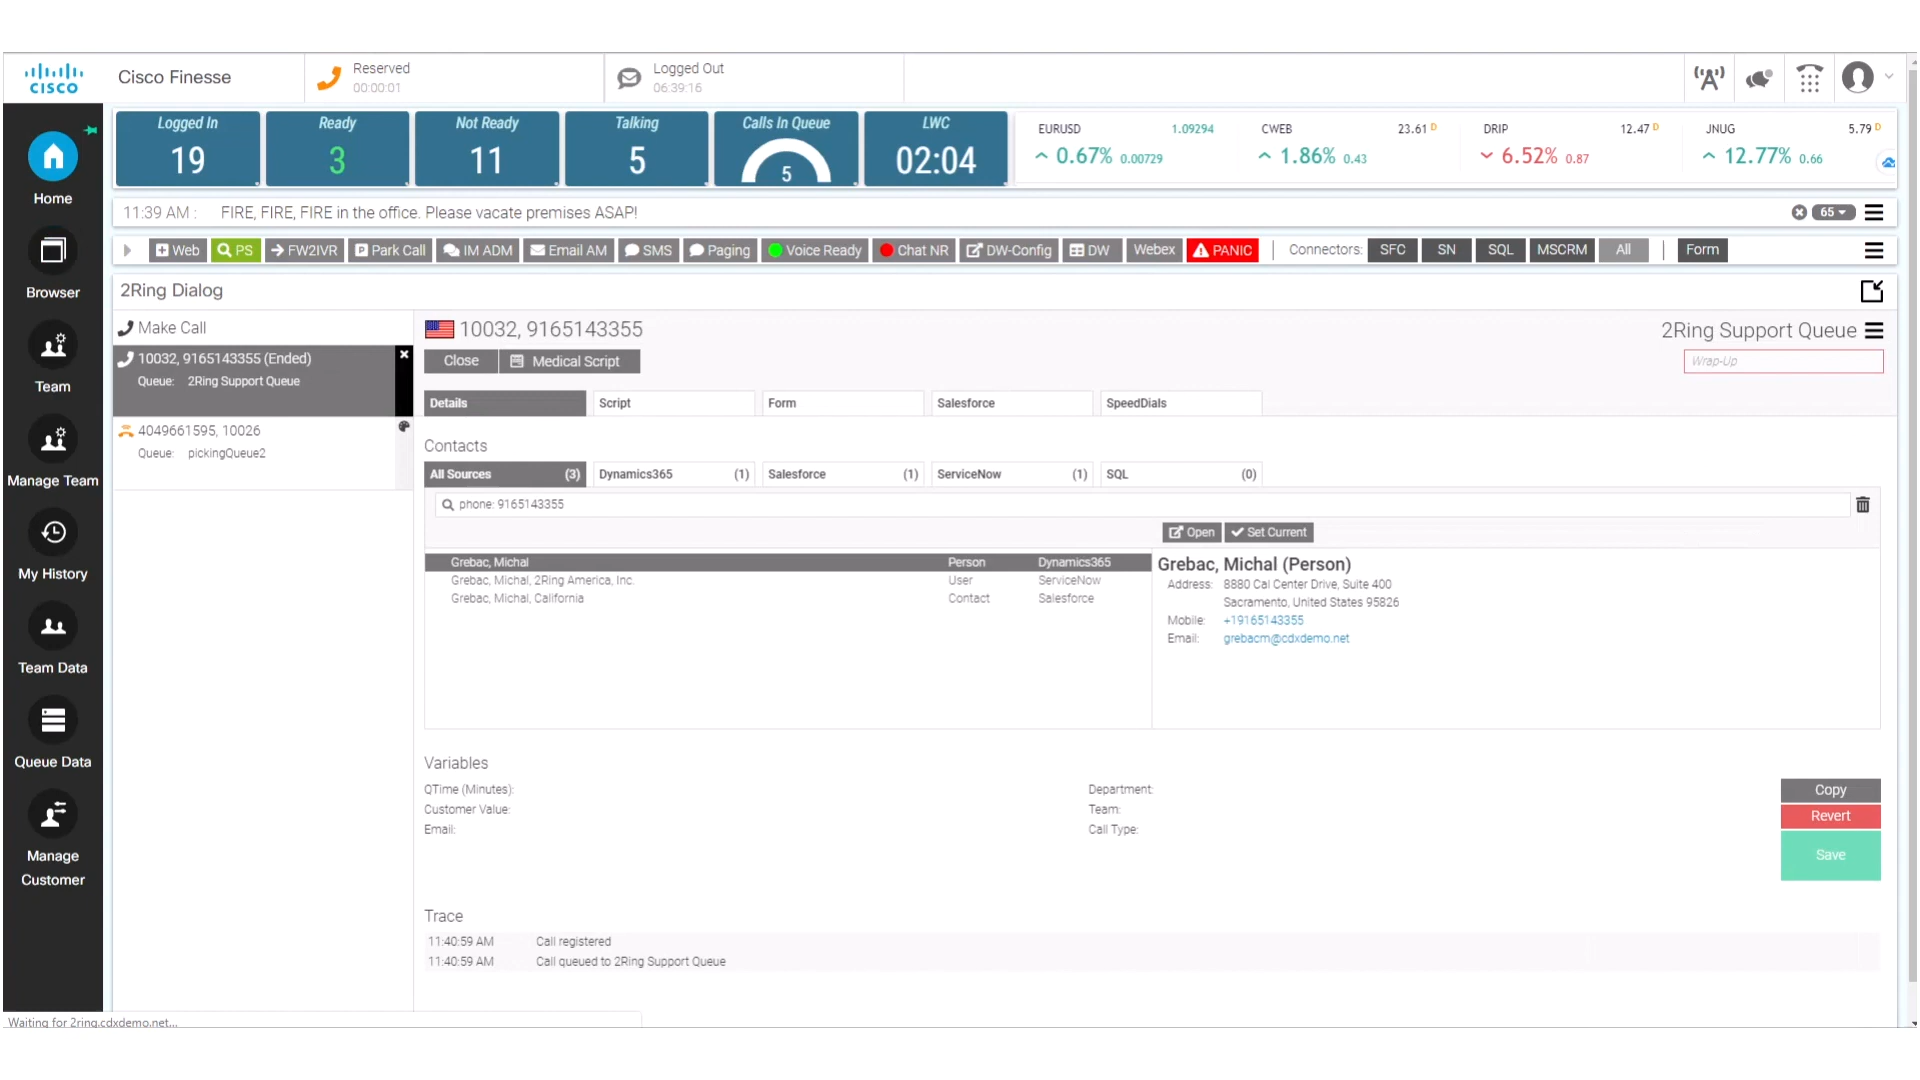 CISCO
Cisco Finesse
Reserved
00:00:01
Logged Out
06:39:16
Logged In
19
Ready
3
Not Ready
11
Talking
5
Calls In Queue
5
LWC
02:04
EURUSD 1.09294
0.67% 0.00729
CWEB 23.61 D
1.86% 0.43
DRIP 12.47 D
6.52% 0.87
JNUG 5.79 D
12.77% 0.66
11:39 AM : FIRE, FIRE, FIRE in the office. Please vacate premises ASAP! 65
Web PS FW2IVR Park Call IM ADM Email AM SMS Paging Voice Ready Chat NR DW-Config DW Webex PANIC Connectors: SFC SN SQL MSCRM All Form
Home
Browser
Team
Manage Team
My History
Team Data
Queue Data
Manage
Customer
2Ring Dialog
Make Call
10032, 9165143355 (Ended)
Queue: 2Ring Support Queue
4049661595, 10026
Queue: pickingQueue2
10032, 9165143355
2Ring Support Queue
Close Medical Script
Wrap-Up
Details Script Form Salesforce SpeedDials
Contacts
All Sources (3) Dynamics365 (1) Salesforce (1) ServiceNow (1) SQL (0)
phone: 9165143355
Open Set Current
Grebac, Michal Person Dynamics365
Grebac, Michal, 2Ring America, Inc. User ServiceNow
Grebac, Michal, California Contact Salesforce
Grebac, Michal (Person)
Address: 8880 Cal Center Drive, Suite 400
Sacramento, United States 95826
Mobile: +19165143355
Email: grebacm@cdxdemo.net
Variables
QTime (Minutes):
Customer Value:
Email:
Department:
Team:
Call Type:
Copy
Revert
Save
Trace
11:40:59 AM Call registered
11:40:59 AM Call queued to 2Ring Support Queue
Waiting for 2ring.cdxdemo.net...